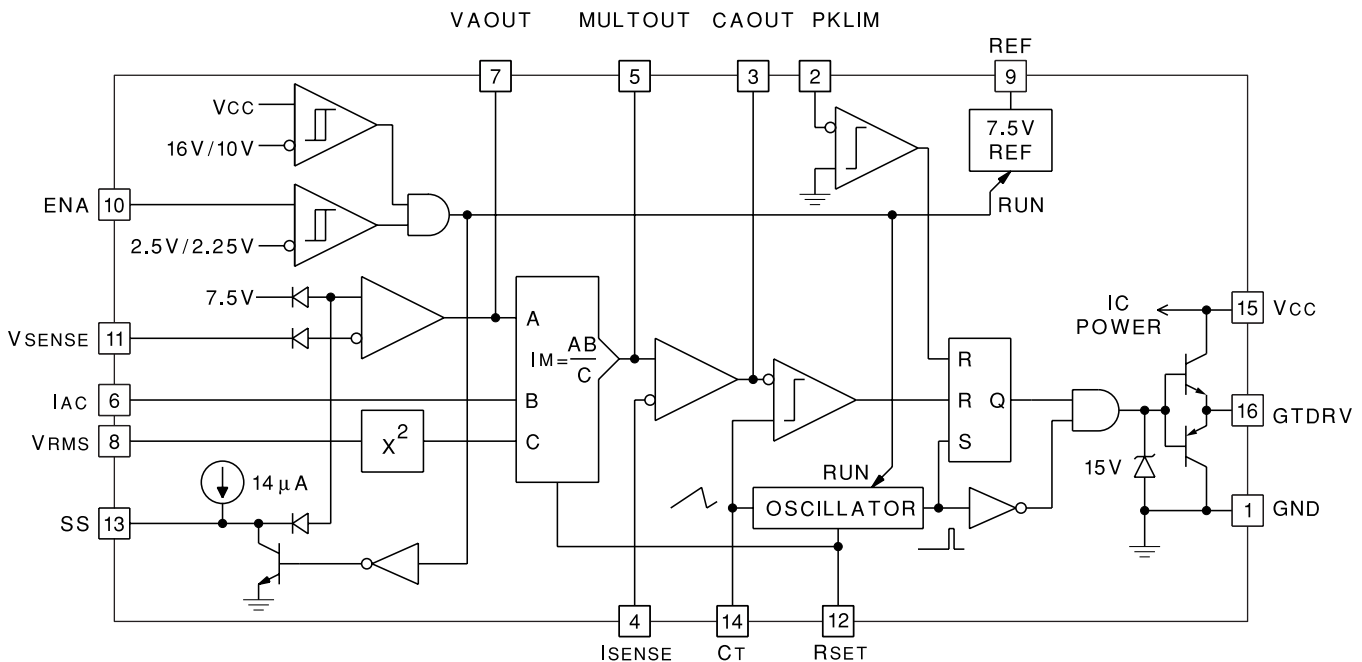 VAOUT MULTOUT CAOUT PKLIM
REF
7 5 3 2 9
VCC
16V/10V
7.5V
REF
ENA 10
2.5V/2.25V
RUN
7.5V
VSENSE 11
A
IM=AB/C
IC
POWER
15 VCC
R
IAC 6
B
R Q
16 GTDRV
VRMS 8
X²
C
S
15V
RUN
14μA
SS 13
OSCILLATOR
1 GND
4 14 12
ISENSE CT RSET